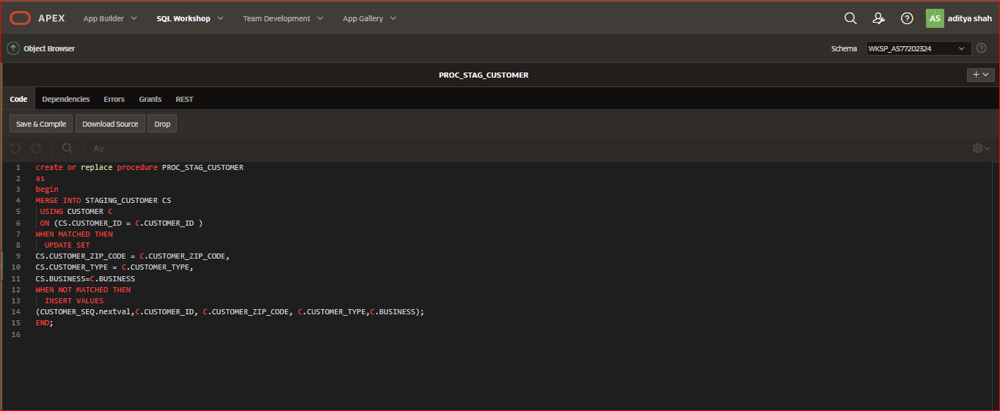 APEX App Builder SQL Workshop Team Development App Gallery AS aditya shah
Object Browser Schema WKSP_AS77202324
PROC_STAG_CUSTOMER
Code Dependencies Errors Grants REST
Save & Compile Download Source Drop
A::
1 create or replace procedure PROC_STAG_CUSTOMER
2 as
3 begin
4 MERGE INTO STAGING_CUSTOMER CS
5 USING CUSTOMER C
6 ON (CS.CUSTOMER_ID = C.CUSTOMER_ID )
7 WHEN MATCHED THEN
8 UPDATE SET
9 CS.CUSTOMER_ZIP_CODE = C.CUSTOMER_ZIP_CODE,
10 CS.CUSTOMER_TYPE = C.CUSTOMER_TYPE,
11 CS.BUSINESS=C.BUSINESS
12 WHEN NOT MATCHED THEN
13 INSERT VALUES
14 (CUSTOMER_SEQ.nextval,C.CUSTOMER_ID, C.CUSTOMER_ZIP_CODE, C.CUSTOMER_TYPE,C.BUSINESS);
15 END;
16